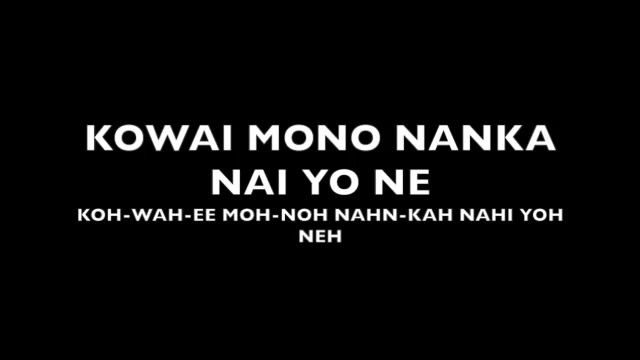 KOWAI MONO NANKA
NAI YO NE
KOH-WAH-EE MOH-NOH NAHN-KAH NAHI YOH
NEH